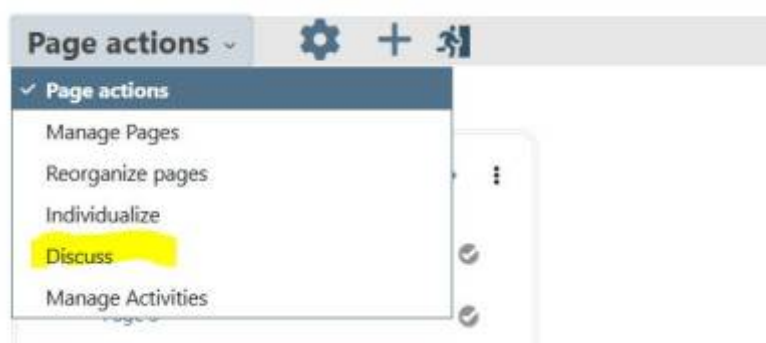 Page actions
Page actions
Manage Pages
Reorganize pages
Individualize
Discuss
Manage Activities